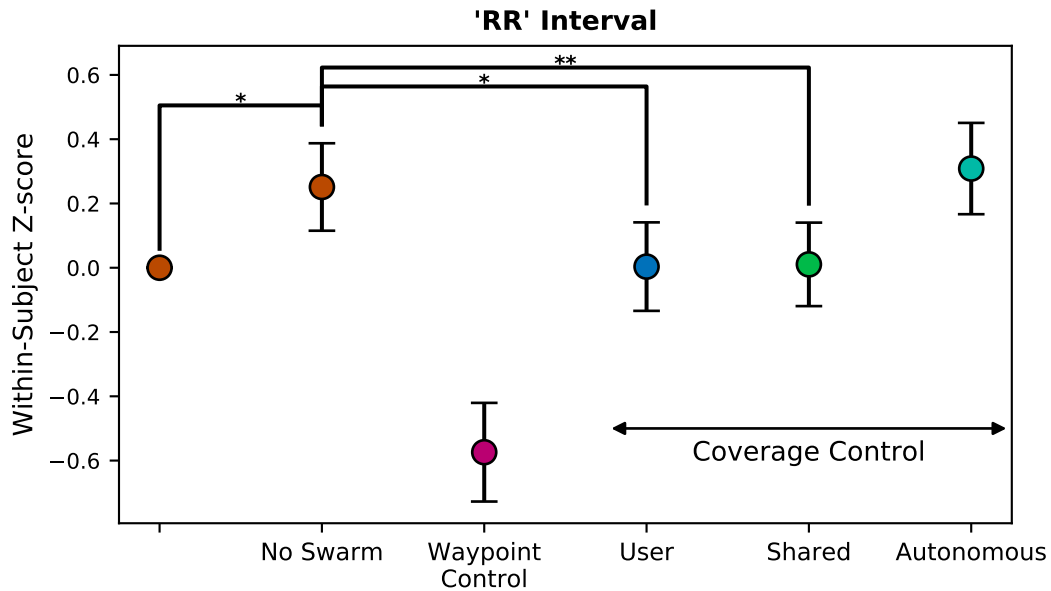 'RR' Interval
Within-Subject Z-score
0.6
0.4
0.2
0.0
−0.2
−0.4
−0.6
**
*
*
Coverage Control
No Swarm
Waypoint
Control
User
Shared
Autonomous